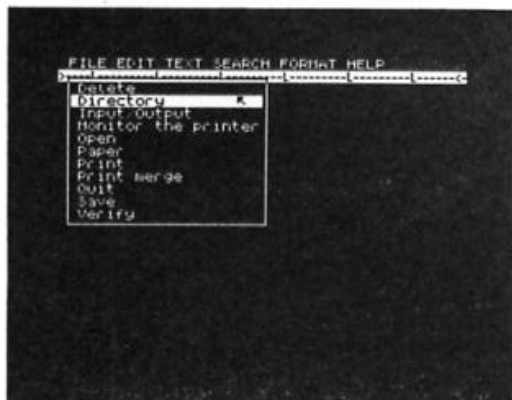 FILE EDIT TEXT SEARCH FORMAT HELP
Delete
Directory
Input/Output
Monitor the printer
Open
Paper
Print
Print merge
Quit
Save
Verify